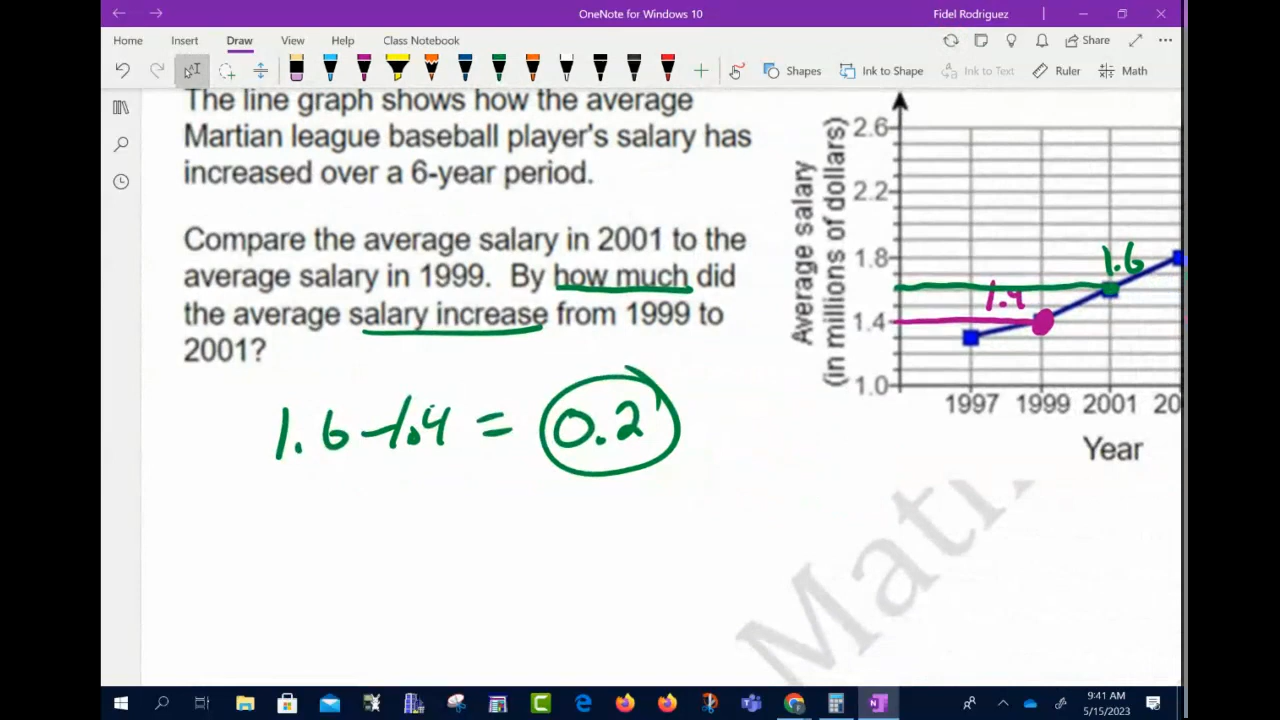 OneNote for Windows 10
Fidel Rodriguez
Home
Insert
Draw
View
Help
Class Notebook
Share
Shapes
Ink to Shape
Ink to Text
Ruler
Math
The line graph shows how the average
Martian league baseball player's salary has
increased over a 6-year period.
Compare the average salary in 2001 to the
average salary in 1999. By how much did
the average salary increase from 1999 to
2001?
1.6 - 1.4 = 0.2
Average salary
(in millions of dollars)
2.6
2.2
1.8
1.4
1.0
1.6
1.4
1997 1999 2001 20
Year
Mat
9:41 AM
5/15/2023